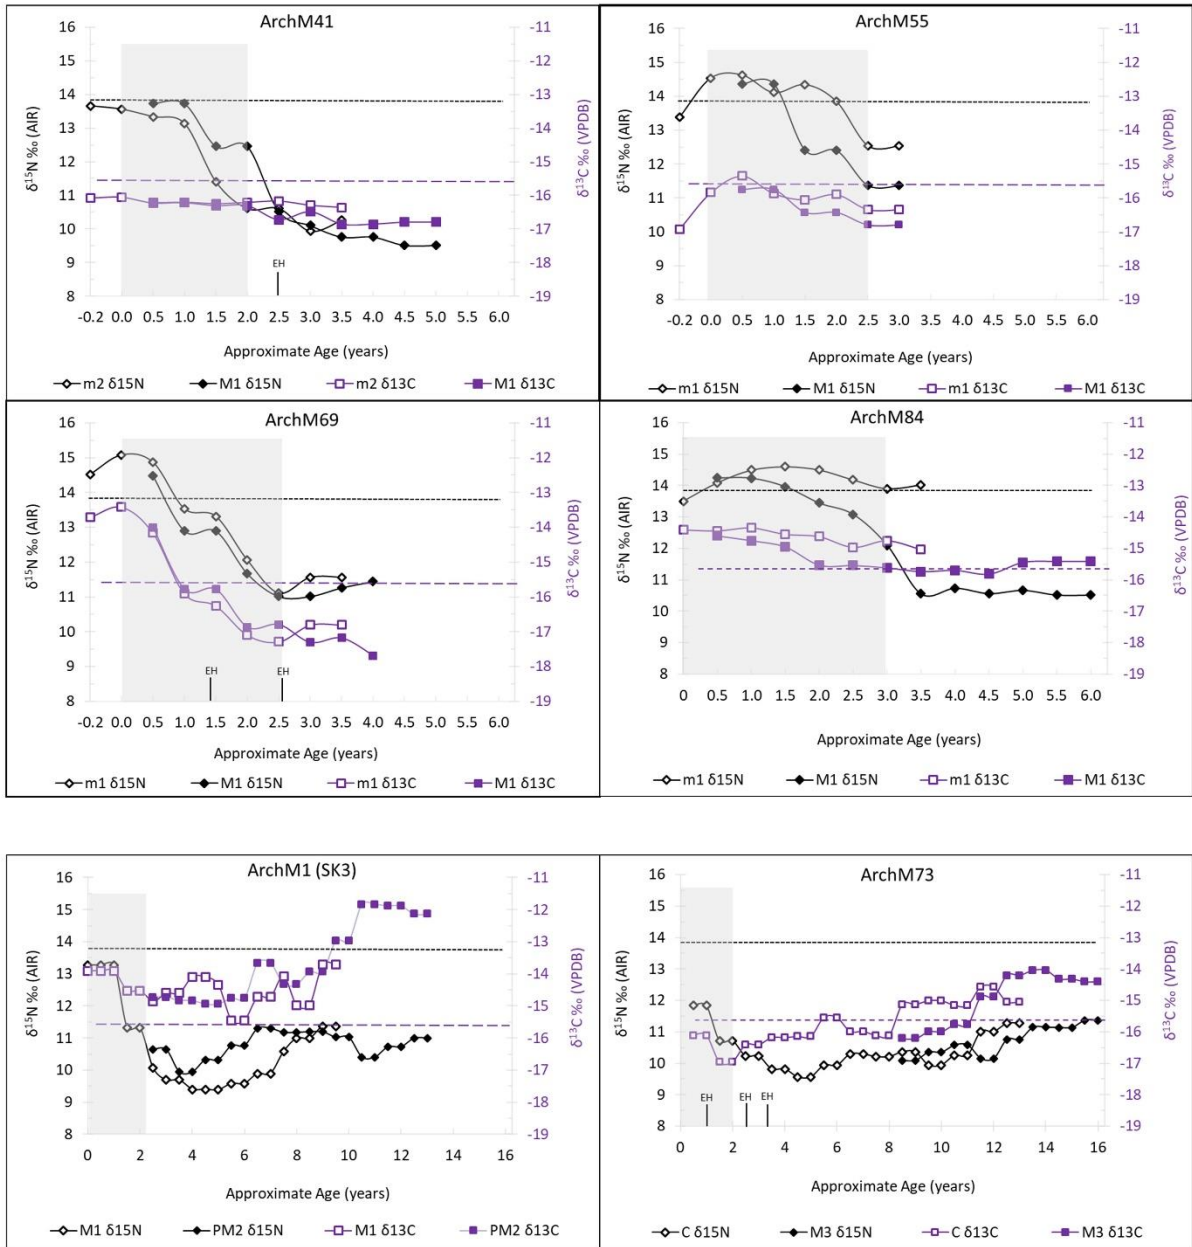 ArchM41
16
15
14
13
12
11
10
9
8
δ15N ‰ (AIR)
-11
-12
-13
-14
-15
-16
-17
-18
-19
δ13C ‰ (VPDB)
EH
-0.2 0.0 0.5 1.0 1.5 2.0 2.5 3.0 3.5 4.0 4.5 5.0 5.5 6.0
Approximate Age (years)
m2 δ15N M1 δ15N m2 δ13C M1 δ13C
ArchM55
16
15
14
13
12
11
10
9
8
δ15N ‰ (AIR)
-11
-12
-13
-14
-15
-16
-17
-18
-19
δ13C ‰ (VPDB)
-0.2 0.0 0.5 1.0 1.5 2.0 2.5 3.0 3.5 4.0 4.5 5.0 5.5 6.0
Approximate Age (years)
m1 δ15N M1 δ15N m1 δ13C M1 δ13C
ArchM69
16
15
14
13
12
11
10
9
8
δ15N ‰ (AIR)
-11
-12
-13
-14
-15
-16
-17
-18
-19
δ13C ‰ (VPDB)
EH EH
-0.2 0.0 0.5 1.0 1.5 2.0 2.5 3.0 3.5 4.0 4.5 5.0 5.5 6.0
Approximate Age (years)
m1 δ15N M1 δ15N m1 δ13C M1 δ13C
ArchM84
16
15
14
13
12
11
10
9
8
δ15N ‰ (AIR)
-11
-12
-13
-14
-15
-16
-17
-18
-19
δ13C ‰ (VPDB)
0 0.5 1.0 1.5 2.0 2.5 3.0 3.5 4.0 4.5 5.0 5.5 6.0
Approximate Age (years)
m1 δ15N M1 δ15N m1 δ13C M1 δ13C
ArchM1 (SK3)
16
15
14
13
12
11
10
9
8
δ15N ‰ (AIR)
-11
-12
-13
-14
-15
-16
-17
-18
-19
δ13C ‰ (VPDB)
0 2 4 6 8 10 12 14 16
Approximate Age (years)
M1 δ15N PM2 δ15N M1 δ13C PM2 δ13C
ArchM73
16
15
14
13
12
11
10
9
8
δ15N ‰ (AIR)
-11
-12
-13
-14
-15
-16
-17
-18
-19
δ13C ‰ (VPDB)
EH EH EH
0 2 4 6 8 10 12 14 16
Approximate Age (years)
C δ15N M3 δ15N C δ13C M3 δ13C